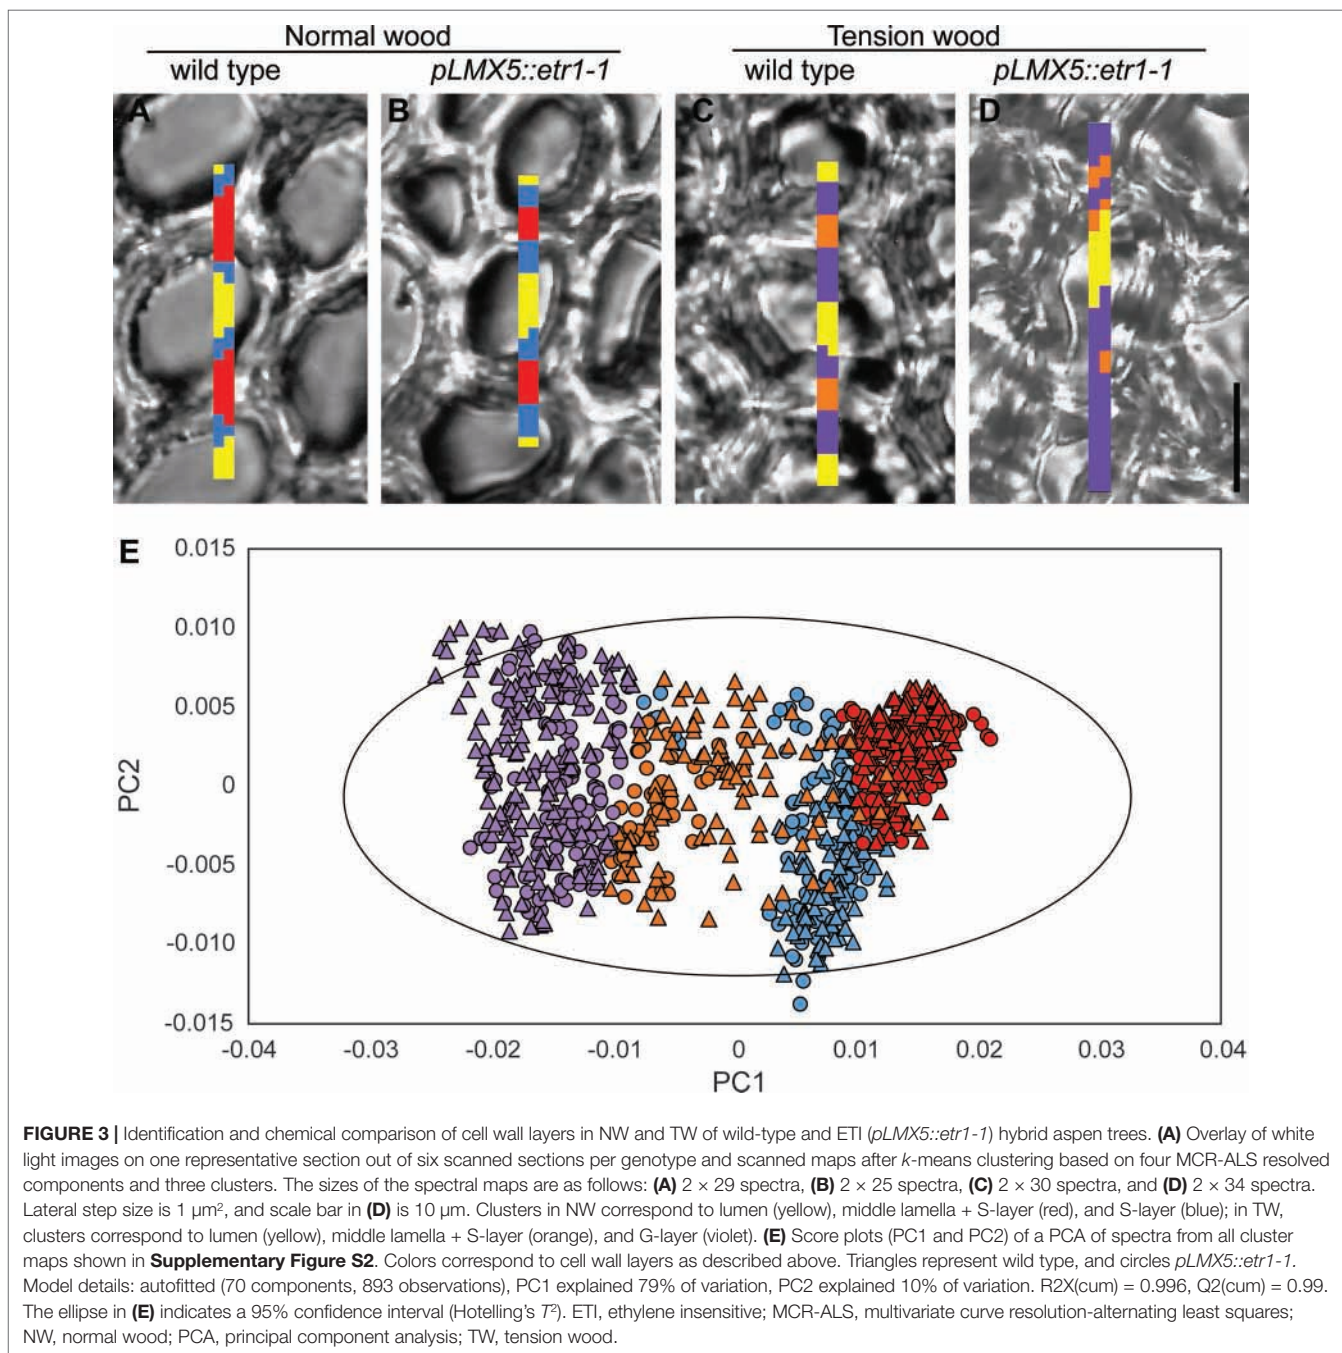 Normal wood Tension wood
wild type pLMX5::etr1-1 wild type pLMX5::etr1-1
A B C D
E
0.015
0.010
0.005
0
-0.005
-0.010
-0.015
PC2
-0.04 -0.03 -0.02 -0.01 0 0.01 0.02 0.03 0.04
PC1
FIGURE 3 | Identification and chemical comparison of cell wall layers in NW and TW of wild-type and ETI (pLMX5::etr1-1) hybrid aspen trees. (A) Overlay of white
light images on one representative section out of six scanned sections per genotype and scanned maps after k-means clustering based on four MCR-ALS resolved
components and three clusters. The sizes of the spectral maps are as follows: (A) 2 × 29 spectra, (B) 2 × 25 spectra, (C) 2 × 30 spectra, and (D) 2 × 34 spectra.
Lateral step size is 1 µm², and scale bar in (D) is 10 µm. Clusters in NW correspond to lumen (yellow), middle lamella + S-layer (red), and S-layer (blue); in TW,
clusters correspond to lumen (yellow), middle lamella + S-layer (orange), and G-layer (violet). (E) Score plots (PC1 and PC2) of a PCA of spectra from all cluster
maps shown in Supplementary Figure S2. Colors correspond to cell wall layers as described above. Triangles represent wild type, and circles pLMX5::etr1-1.
Model details: autofitted (70 components, 893 observations), PC1 explained 79% of variation, PC2 explained 10% of variation. R2X(cum) = 0.996, Q2(cum) = 0.99.
The ellipse in (E) indicates a 95% confidence interval (Hotelling's T²). ETI, ethylene insensitive; MCR-ALS, multivariate curve resolution-alternating least squares;
NW, normal wood; PCA, principal component analysis; TW, tension wood.